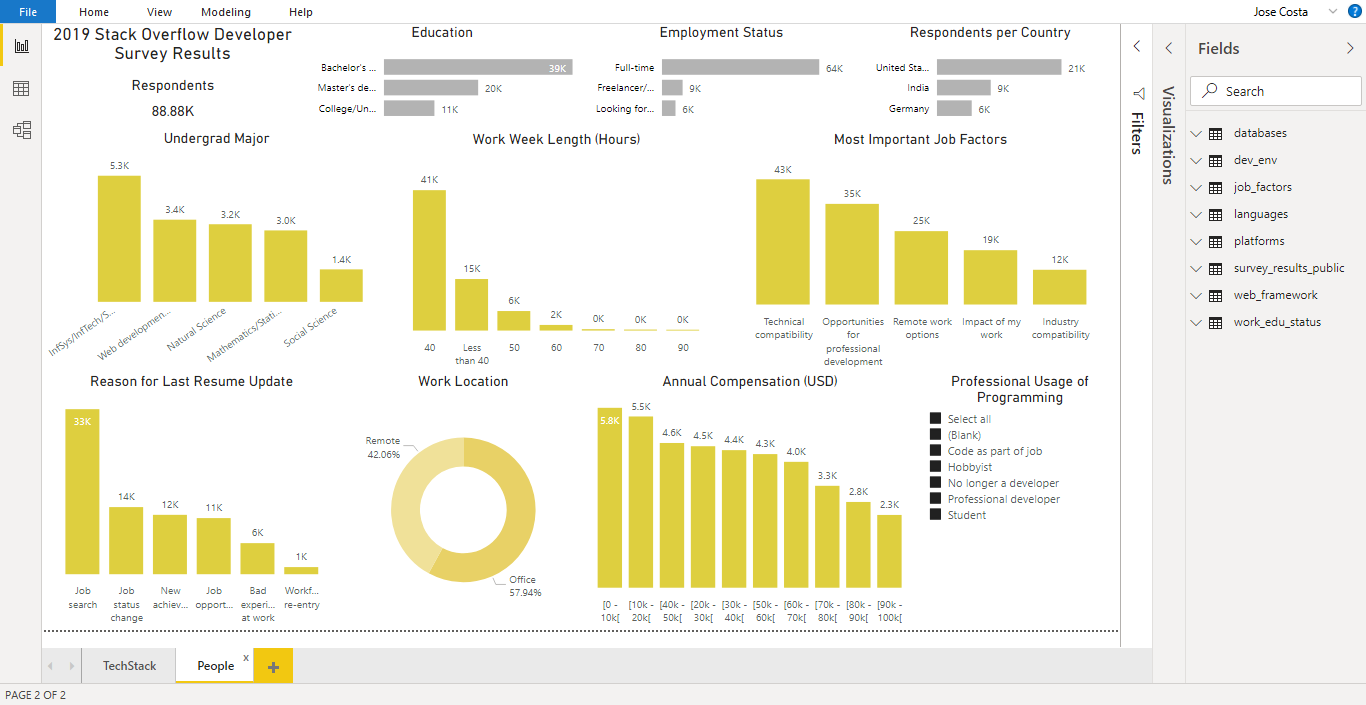 File Home View Modeling Help Jose Costa ?
2019 Stack Overflow Developer
Survey Results
Respondents
88.88K
Education
Bachelor's ... 39K
Master's de... 20K
College/Un... 11K
Employment Status
Full-time 64K
Freelancer/... 9K
Looking for... 6K
Respondents per Country
United Sta... 21K
India 9K
Germany 6K
Undergrad Major
5.3K
3.4K
3.2K
3.0K
1.4K
InfSys/InfTech/S...
Web developmen...
Natural Science
Mathematics/Stati...
Social Science
Work Week Length (Hours)
41K
15K
6K
2K
0K
0K
0K
40
Less
than 40
50
60
70
80
90
Most Important Job Factors
43K
35K
25K
19K
12K
Technical
compatibility
Opportunities
for
professional
development
Remote work
options
Impact of my
work
Industry
compatibility
Reason for Last Resume Update
33K
14K
12K
11K
6K
1K
Job
search
Job
status
change
New
achiev...
Job
opport...
Bad
experi...
at work
Workf...
re-entry
Work Location
Remote
42.06%
Office
57.94%
Annual Compensation (USD)
5.8K
5.5K
4.6K
4.5K
4.4K
4.3K
4.0K
3.3K
2.8K
2.3K
[0 -
10k[
[10k -
20k[
[40k -
50k[
[20k -
30k[
[30k -
40k[
[50k -
60k[
[60k -
70k[
[70k -
80k[
[80k -
90k[
[90k -
100k[
Professional Usage of
Programming
Select all
(Blank)
Code as part of job
Hobbyist
No longer a developer
Professional developer
Student
Filters
Visualizations
Fields
Search
databases
dev_env
job_factors
languages
platforms
survey_results_public
web_framework
work_edu_status
TechStack
People x
+
PAGE 2 OF 2